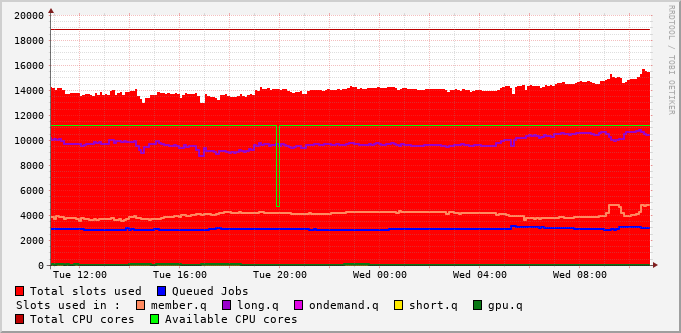 RRDTOOL / TOBI OETIKER
20000
18000
16000
14000
12000
10000
8000
6000
4000
2000
0
Tue 12:00 Tue 16:00 Tue 20:00 Wed 00:00 Wed 04:00 Wed 08:00
Total slots used Queued Jobs
Slots used in : member.q long.q ondemand.q short.q gpu.q
Total CPU cores Available CPU cores